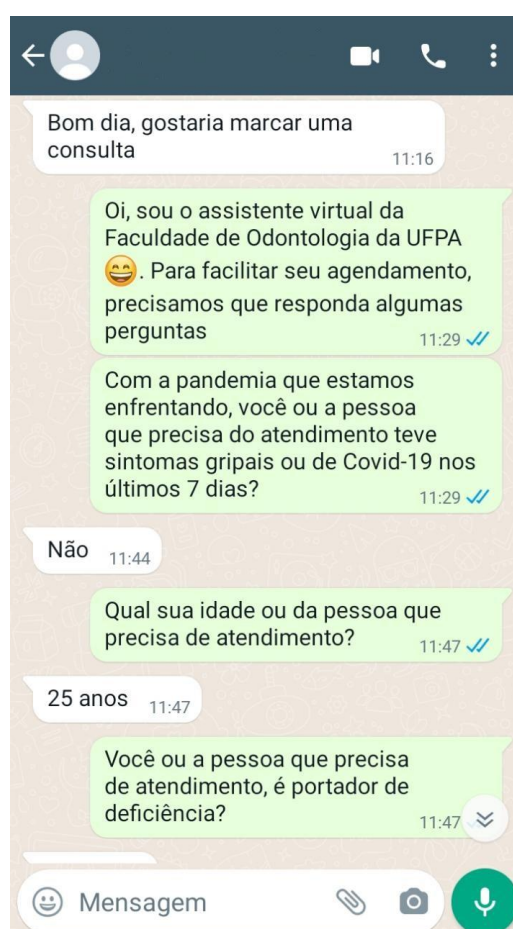 Bom dia, gostaria marcar uma
consulta
11:16
Oi, sou o assistente virtual da
Faculdade de Odontologia da UFPA
😄. Para facilitar seu agendamento,
precisamos que responda algumas
perguntas
11:29
Com a pandemia que estamos
enfrentando, você ou a pessoa
que precisa do atendimento teve
sintomas gripais ou de Covid-19 nos
últimos 7 dias?
11:29
Não 11:44
Qual sua idade ou da pessoa que
precisa de atendimento?
11:47
25 anos 11:47
Você ou a pessoa que precisa
de atendimento, é portador de
deficiência?
11:47
Mensagem